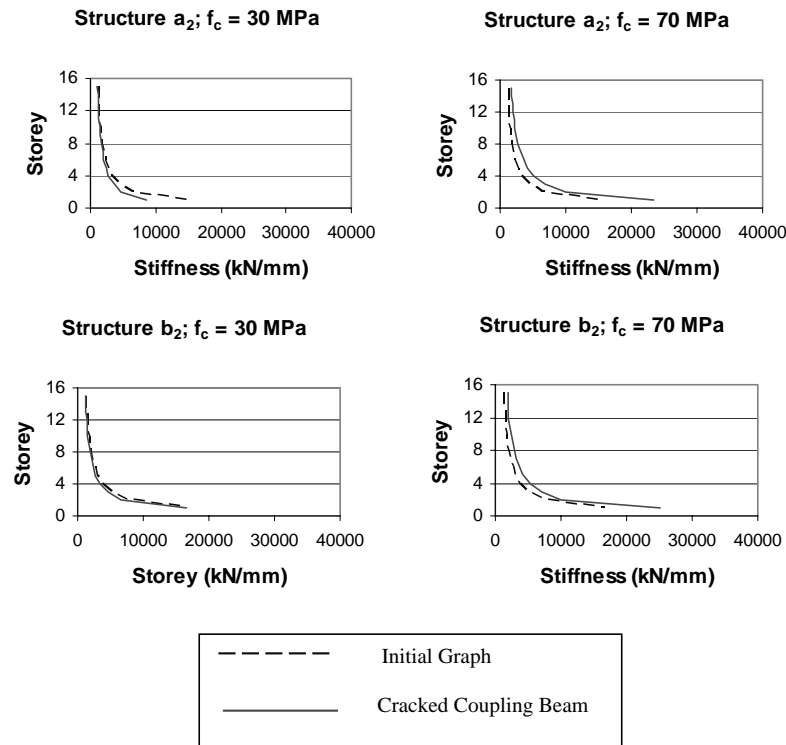 Structure a2; fc = 30 MPa
16
12
8
4
0
Storey
0 10000 20000 30000 40000
Stiffness (kN/mm)
Structure a2; fc = 70 MPa
16
12
8
4
0
Storey
0 10000 20000 30000 40000
Stiffness (kN/mm)
Structure b2; fc = 30 MPa
16
12
8
4
0
Storey
0 10000 20000 30000 40000
Storey (kN/mm)
Structure b2; fc = 70 MPa
16
12
8
4
0
Storey
0 10000 20000 30000 40000
Stiffness (kN/mm)
Initial Graph
Cracked Coupling Beam